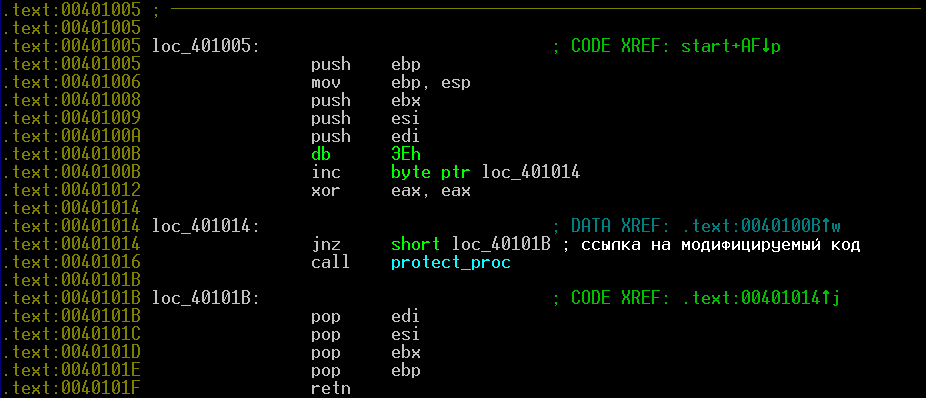 .text:00401005 ; ───────────────────────────────────────────
.text:00401005
.text:00401005 loc_401005: ; CODE XREF: start+AF↓p
.text:00401005 push ebp
.text:00401006 mov ebp, esp
.text:00401008 push ebx
.text:00401009 push esi
.text:0040100A push edi
.text:0040100B db 3Eh
.text:0040100B inc byte ptr loc_401014
.text:00401012 xor eax, eax
.text:00401014
.text:00401014 loc_401014: ; DATA XREF: .text:0040100B↑w
.text:00401014 jnz short loc_40101B ; ссылка на модифицируемый код
.text:00401016 call protect_proc
.text:0040101B
.text:0040101B loc_40101B: ; CODE XREF: .text:00401014↑j
.text:0040101B pop edi
.text:0040101C pop esi
.text:0040101D pop ebx
.text:0040101E pop ebp
.text:0040101F retn